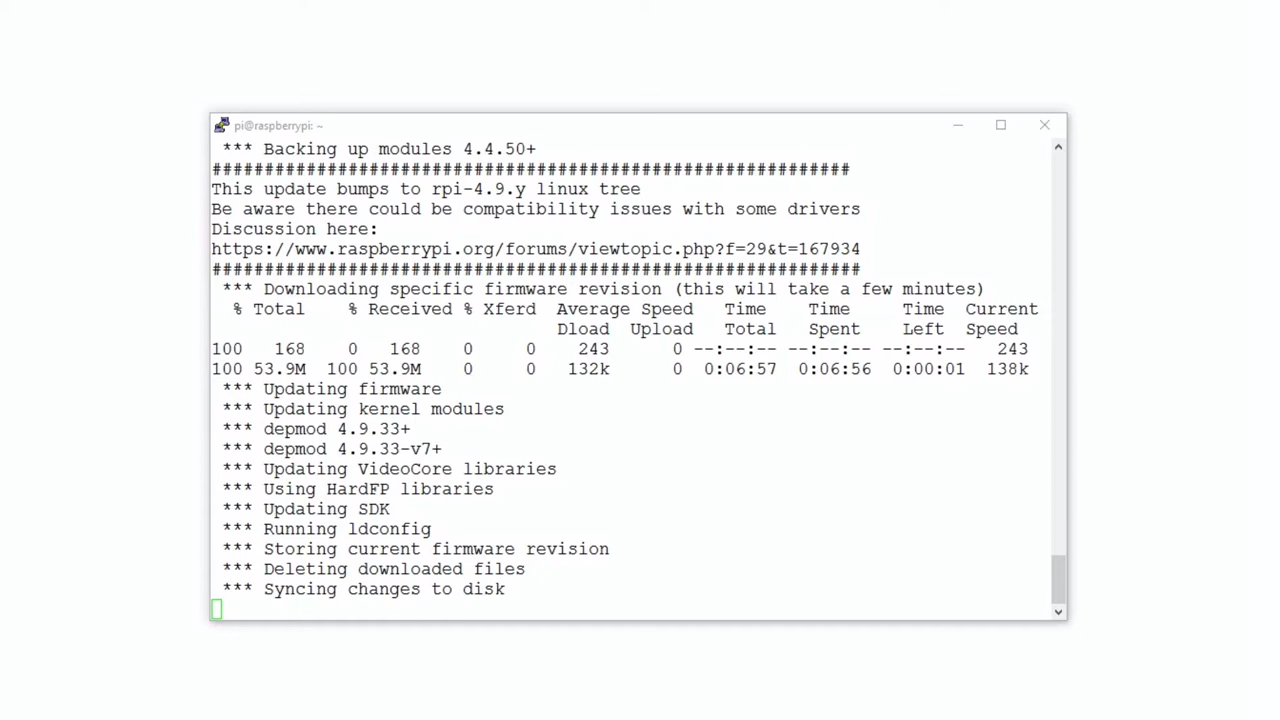 pi@raspberrypi: ~
*** Backing up modules 4.4.50+
#############################################################
This update bumps to rpi-4.9.y linux tree
Be aware there could be compatibility issues with some drivers
Discussion here:
https://www.raspberrypi.org/forums/viewtopic.php?f=29&t=167934
##############################################################
*** Downloading specific firmware revision (this will take a few minutes)
% Total % Received % Xferd Average Speed Time Time Time Current
Dload Upload Total Spent Left Speed
100 168 0 168 0 0 243 0 --:--:-- --:--:-- --:--:-- 243
100 53.9M 100 53.9M 0 0 132k 0 0:06:57 0:06:56 0:00:01 138k
*** Updating firmware
*** Updating kernel modules
*** depmod 4.9.33+
*** depmod 4.9.33-v7+
*** Updating VideoCore libraries
*** Using HardFP libraries
*** Updating SDK
*** Running ldconfig
*** Storing current firmware revision
*** Deleting downloaded files
*** Syncing changes to disk